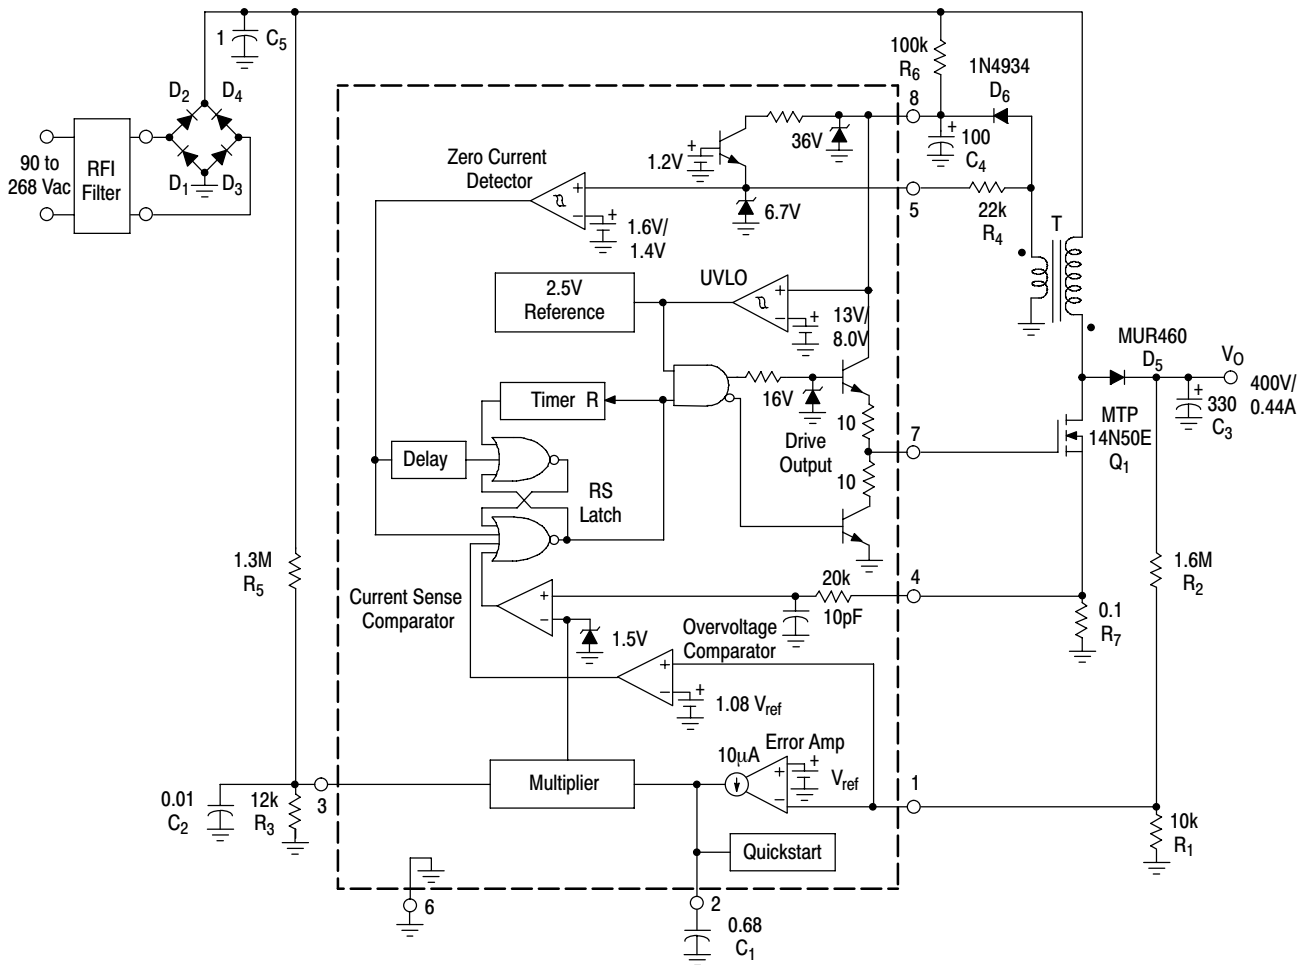 1
C5
100k
R6
1N4934
D6
D2
D4
8
36V
1.2V
100
C4
90 to
268 Vac
RFI
Filter
D1
D3
Zero Current
Detector
1.6V/
1.4V
6.7V
5
22k
R4
T
2.5V
Reference
UVLO
13V/
8.0V
MUR460
D5
VO
400V/
0.44A
330
C3
Timer R
16V
10
MTP
14N50E
Q1
Drive
Output
7
10
Delay
RS
Latch
1.3M
R5
1.6M
R2
20k
4
10pF
Current Sense
Comparator
1.5V
Overvoltage
Comparator
0.1
R7
1.08 Vref
10μA
Error Amp
Vref
1
Multiplier
3
0.01
C2
12k
R3
10k
R1
Quickstart
6
2
0.68
C1